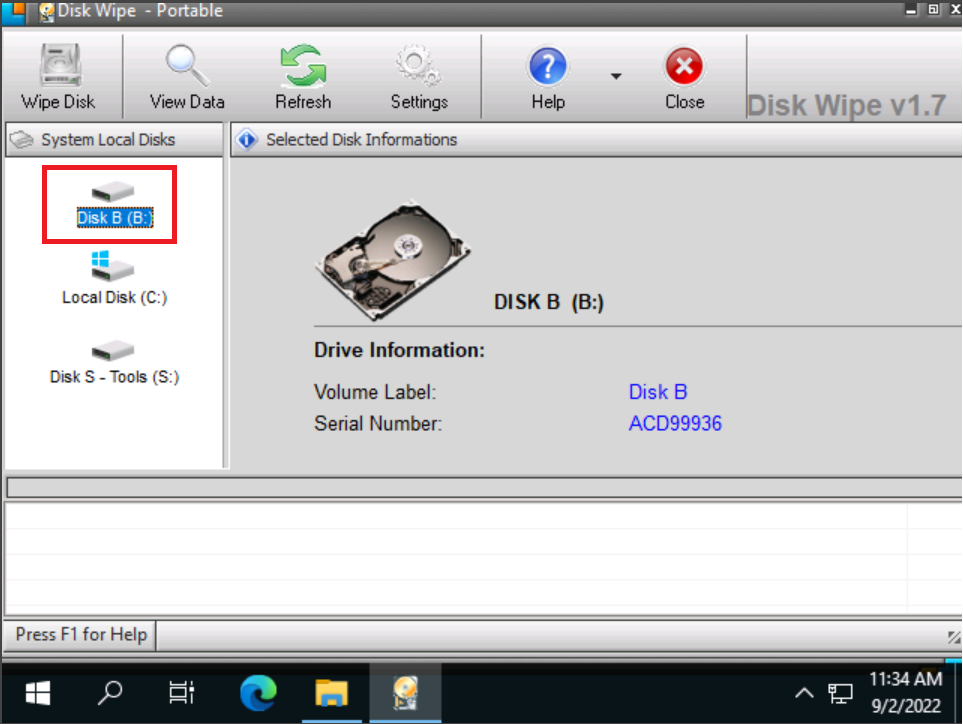 Disk Wipe - Portable
Wipe Disk
View Data
Refresh
Settings
Help
Close
Disk Wipe v1.7
System Local Disks
Selected Disk Informations
Disk B (B:)
Local Disk (C:)
Disk S - Tools (S:)
DISK B (B:)
Drive Information:
Volume Label: Disk B
Serial Number: ACD99936
Press F1 for Help
11:34 AM
9/2/2022